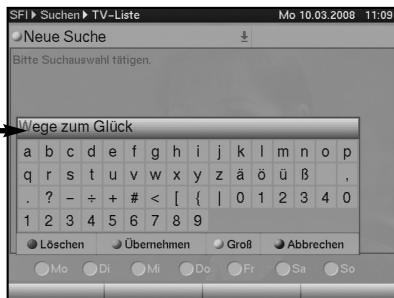 SFI ▸ Suchen ▸ TV-Liste Mo 10.03.2008 11:09
Neue Suche
Bitte Suchauswahl tätigen.
Wege zum Glück
a b c d e f g h i j k l m n o p
q r s t u v w x y z ä ö ü ß ,
. ? - ÷ + # < [ { | 0 1 2 3 4 0
1 2 3 4 5 6 7 8 9
Löschen Übernehmen Groß Abbrechen
Mo Di Mi Do Fr Sa So